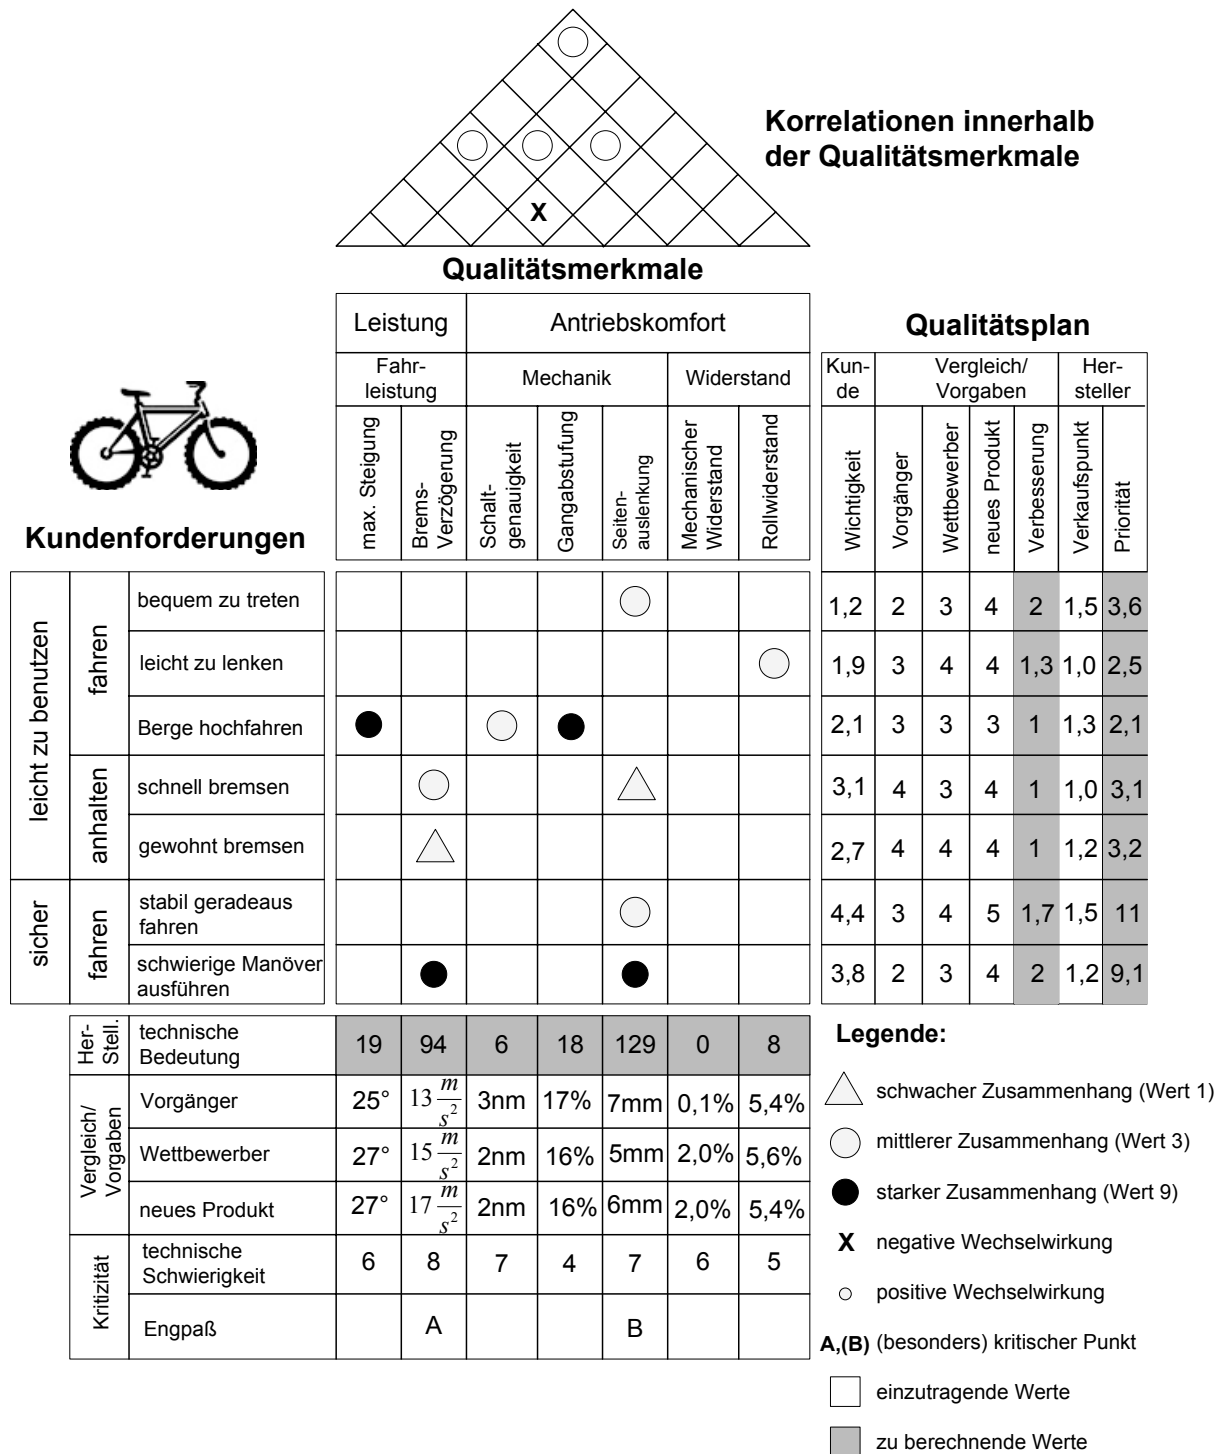 Korrelationen innerhalb
der Qualitätsmerkmale
X
Qualitätsmerkmale
Leistung
Antriebskomfort
Qualitätsplan
Fahr-
leistung
Mechanik
Widerstand
Kun-
de
Vergleich/
Vorgaben
Her-
steller
max. Steigung
Brems-
Verzögerung
Schalt-
genauigkeit
Gangabstufung
Seiten-
auslenkung
Mechanischer
Widerstand
Rollwiderstand
Wichtigkeit
Vorgänger
Wettbewerber
neues Produkt
Verbesserung
Verkaufspunkt
Priorität
Kundenforderungen
leicht zu benutzen
fahren
bequem zu treten
1,2 2 3 4 2 1,5 3,6
leicht zu lenken
1,9 3 4 4 1,3 1,0 2,5
Berge hochfahren
2,1 3 3 3 1 1,3 2,1
anhalten
schnell bremsen
3,1 4 3 4 1 1,0 3,1
gewohnt bremsen
2,7 4 4 4 1 1,2 3,2
sicher
fahren
stabil geradeaus
fahren
4,4 3 4 5 1,7 1,5 11
schwierige Manöver
ausführen
3,8 2 3 4 2 1,2 9,1
Her-
Stell.
technische
Bedeutung
19 94 6 18 129 0 8
Vergleich/
Vorgaben
Vorgänger
25° 13 m/s² 3nm 17% 7mm 0,1% 5,4%
Wettbewerber
27° 15 m/s² 2nm 16% 5mm 2,0% 5,6%
neues Produkt
27° 17 m/s² 2nm 16% 6mm 2,0% 5,4%
Kritizität
technische
Schwierigkeit
6 8 7 4 7 6 5
Engpaß
A B
Legende:
schwacher Zusammenhang (Wert 1)
mittlerer Zusammenhang (Wert 3)
starker Zusammenhang (Wert 9)
X negative Wechselwirkung
positive Wechselwirkung
A,(B) (besonders) kritischer Punkt
einzutragende Werte
zu berechnende Werte